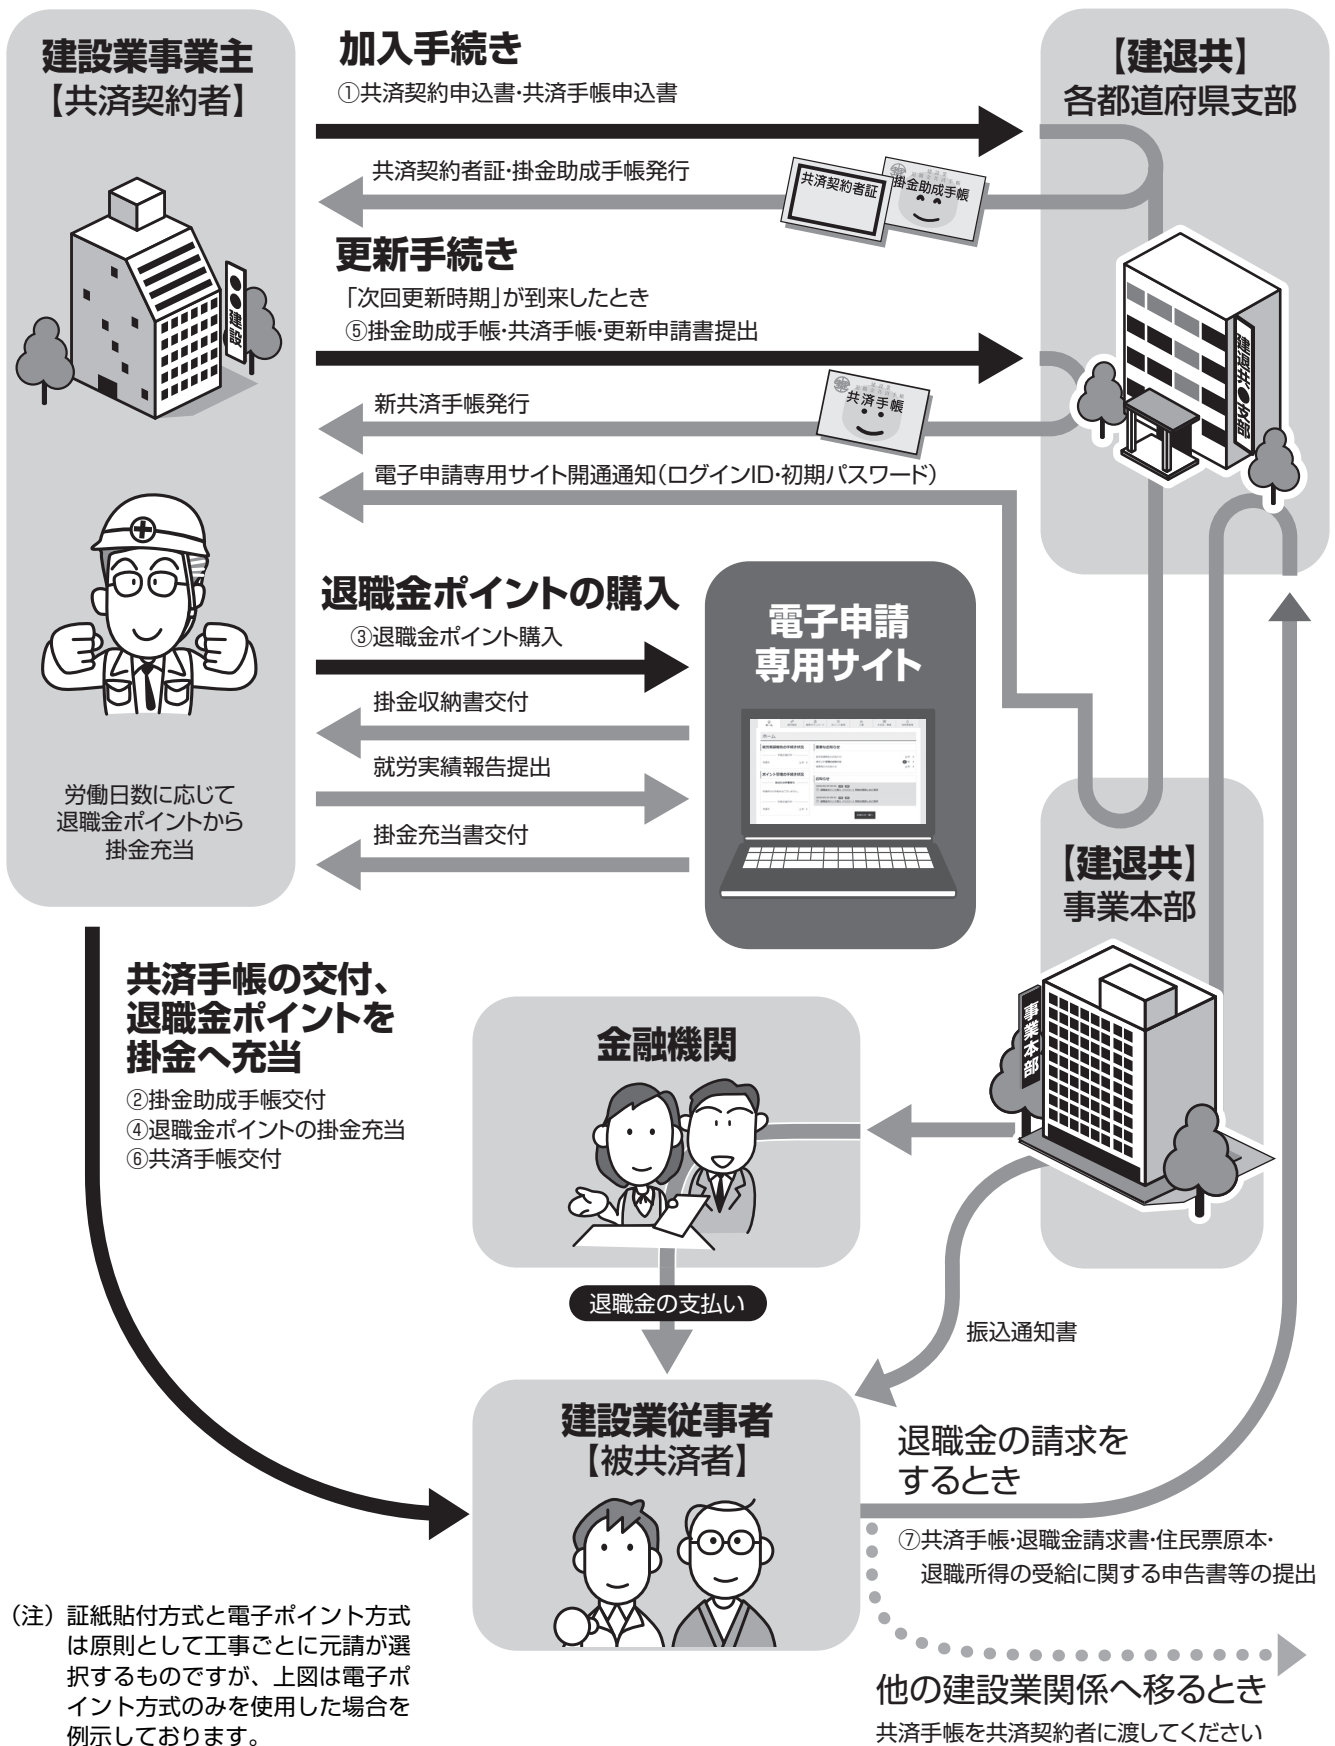 建設業事業主
【共済契約者】
加入手続き
①共済契約申込書・共済手帳申込書
【建退共】
各都道府県支部
共済契約者証・掛金助成手帳発行
共済契約者証
掛金助成手帳
更新手続き
「次回更新時期」が到来したとき
⑤掛金助成手帳・共済手帳・更新申請書提出
●●建設
建退共●支部
新共済手帳発行
共済手帳
電子申請専用サイト開通通知（ログインID・初期パスワード）
退職金ポイントの購入
③退職金ポイント購入
掛金収納書交付
就労実績報告提出
掛金充当書交付
電子申請
専用サイト
ホーム
労働日数に応じて
退職金ポイントから
掛金充当
【建退共】
事業本部
事業本部
共済手帳の交付、
退職金ポイントを
掛金へ充当
②掛金助成手帳交付
④退職金ポイントの掛金充当
⑥共済手帳交付
金融機関
退職金の支払い
振込通知書
建設業従事者
【被共済者】
退職金の請求を
するとき
⑦共済手帳・退職金請求書・住民票原本・
退職所得の受給に関する申告書等の提出
他の建設業関係へ移るとき
共済手帳を共済契約者に渡してください
（注）証紙貼付方式と電子ポイント方式
は原則として工事ごとに元請が選
択するものですが、上図は電子ポ
イント方式のみを使用した場合を
例示しております。